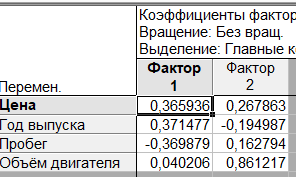 Коэффициенты фактор
Вращение: Без вращ.
Выделение: Главные
Перемен. Фактор 1 Фактор 2
Цена 0,365936 0,267863
Год выпуска 0,371477 -0,194987
Пробег -0,369879 0,162794
Объём двигателя 0,040206 0,861217